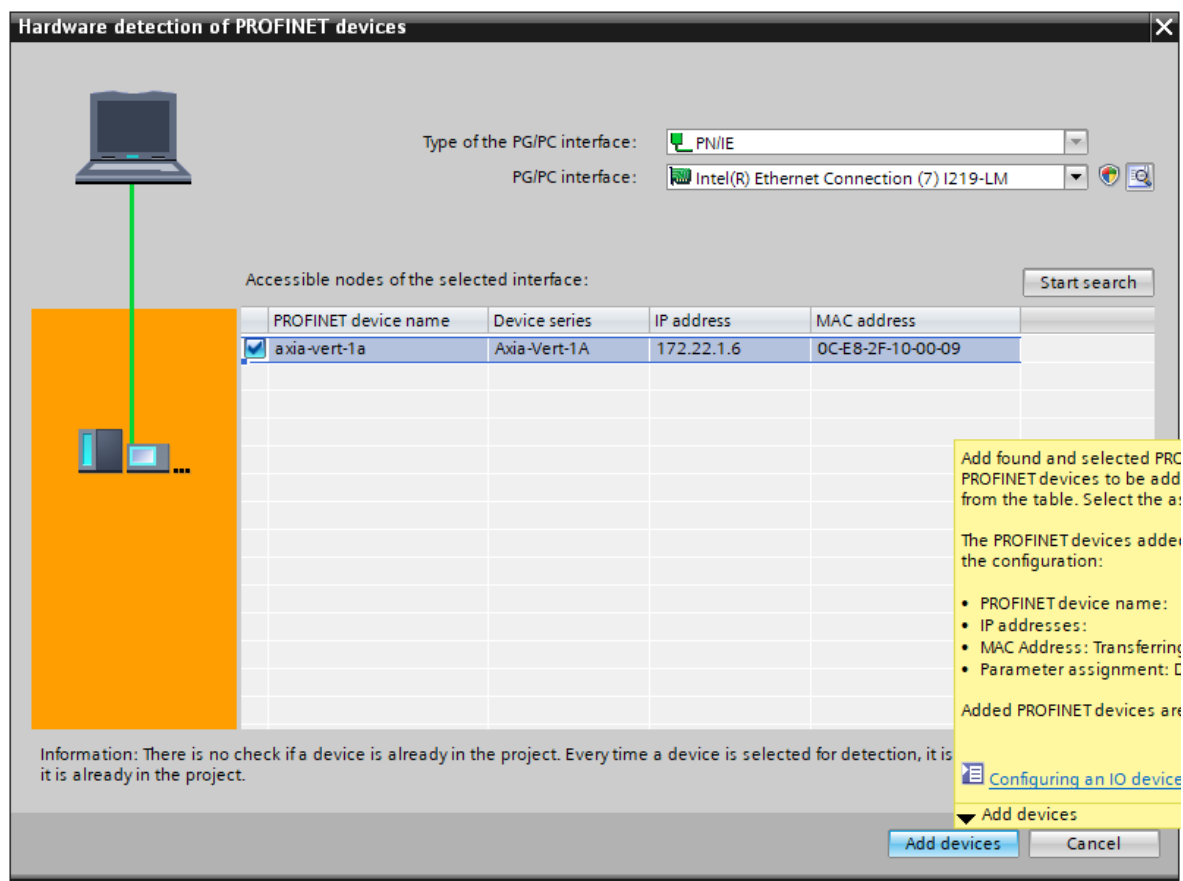 Hardware detection of PROFINET devices
Type of the PG/PC interface: PN/IE
PG/PC interface: Intel(R) Ethernet Connection (7) I219-LM
Accessible nodes of the selected interface:
Start search
PROFINET device name Device series IP address MAC address
axia-vert-1a Axia-Vert-1A 172.22.1.6 0C-E8-2F-10-00-09
Add found and selected PRO
PROFINET devices to be add
from the table. Select the as
The PROFINET devices added
the configuration:
• PROFINET device name:
• IP addresses:
• MAC Address: Transferring
• Parameter assignment: D
Added PROFINET devices are
Configuring an IO device
Add devices
Information: There is no check if a device is already in the project. Every time a device is selected for detection, it is
it is already in the project.
Add devices
Cancel